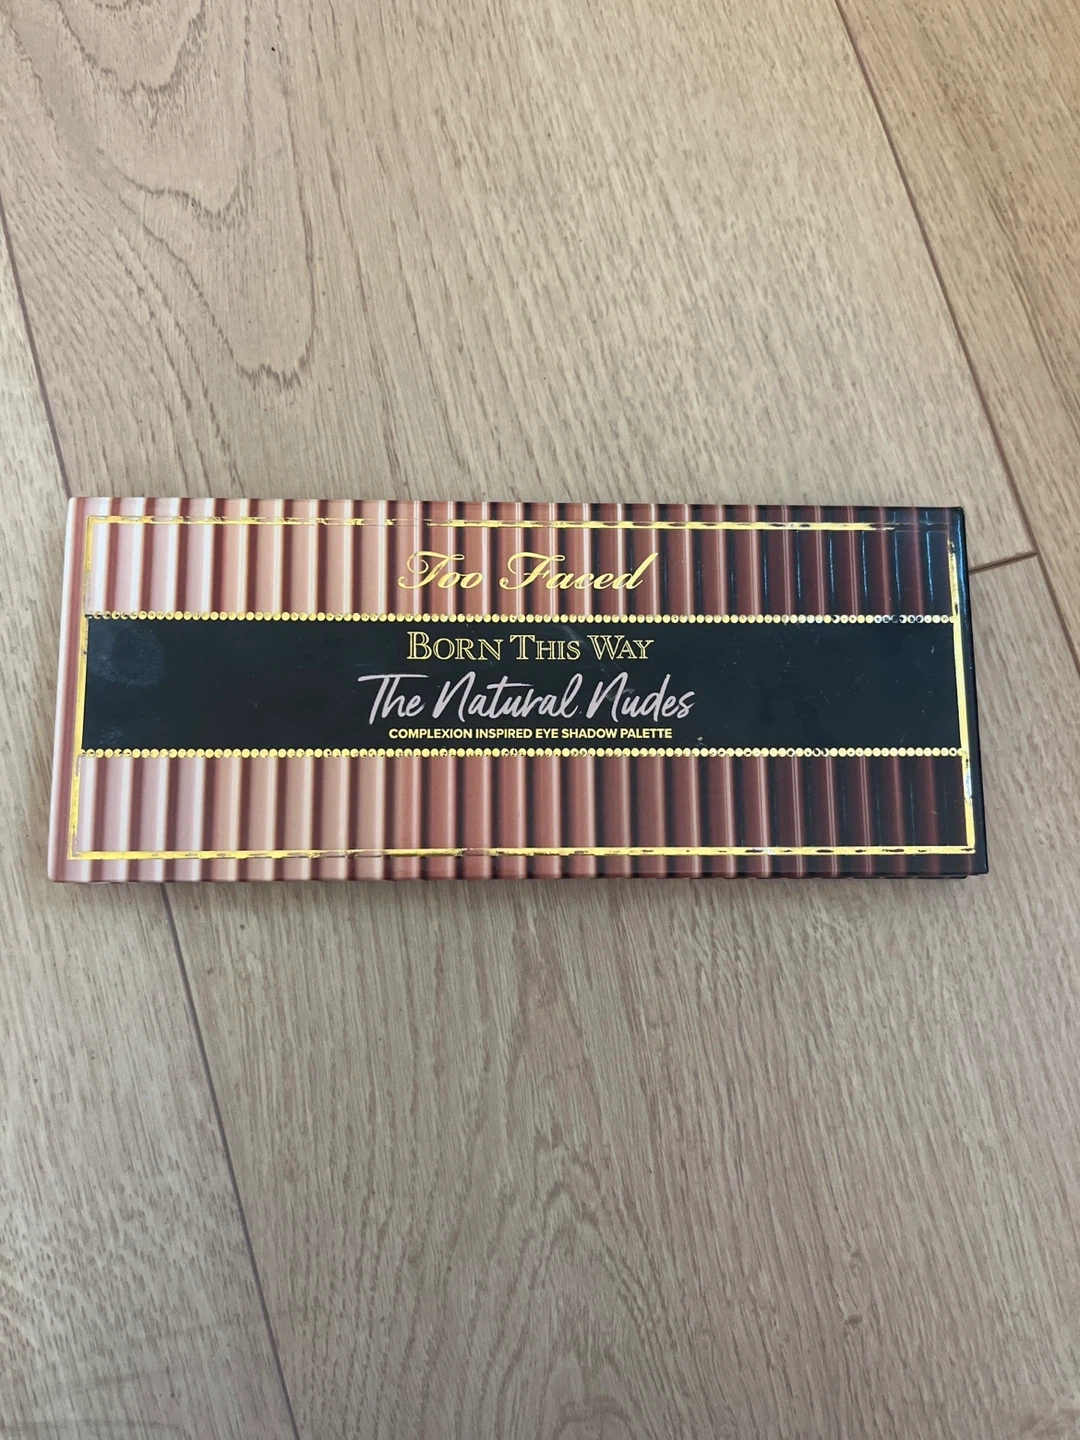 Too Faced
BORN THIS WAY
The Natural Nudes
COMPLEXION INSPIRED EYE SHADOW PALETTE